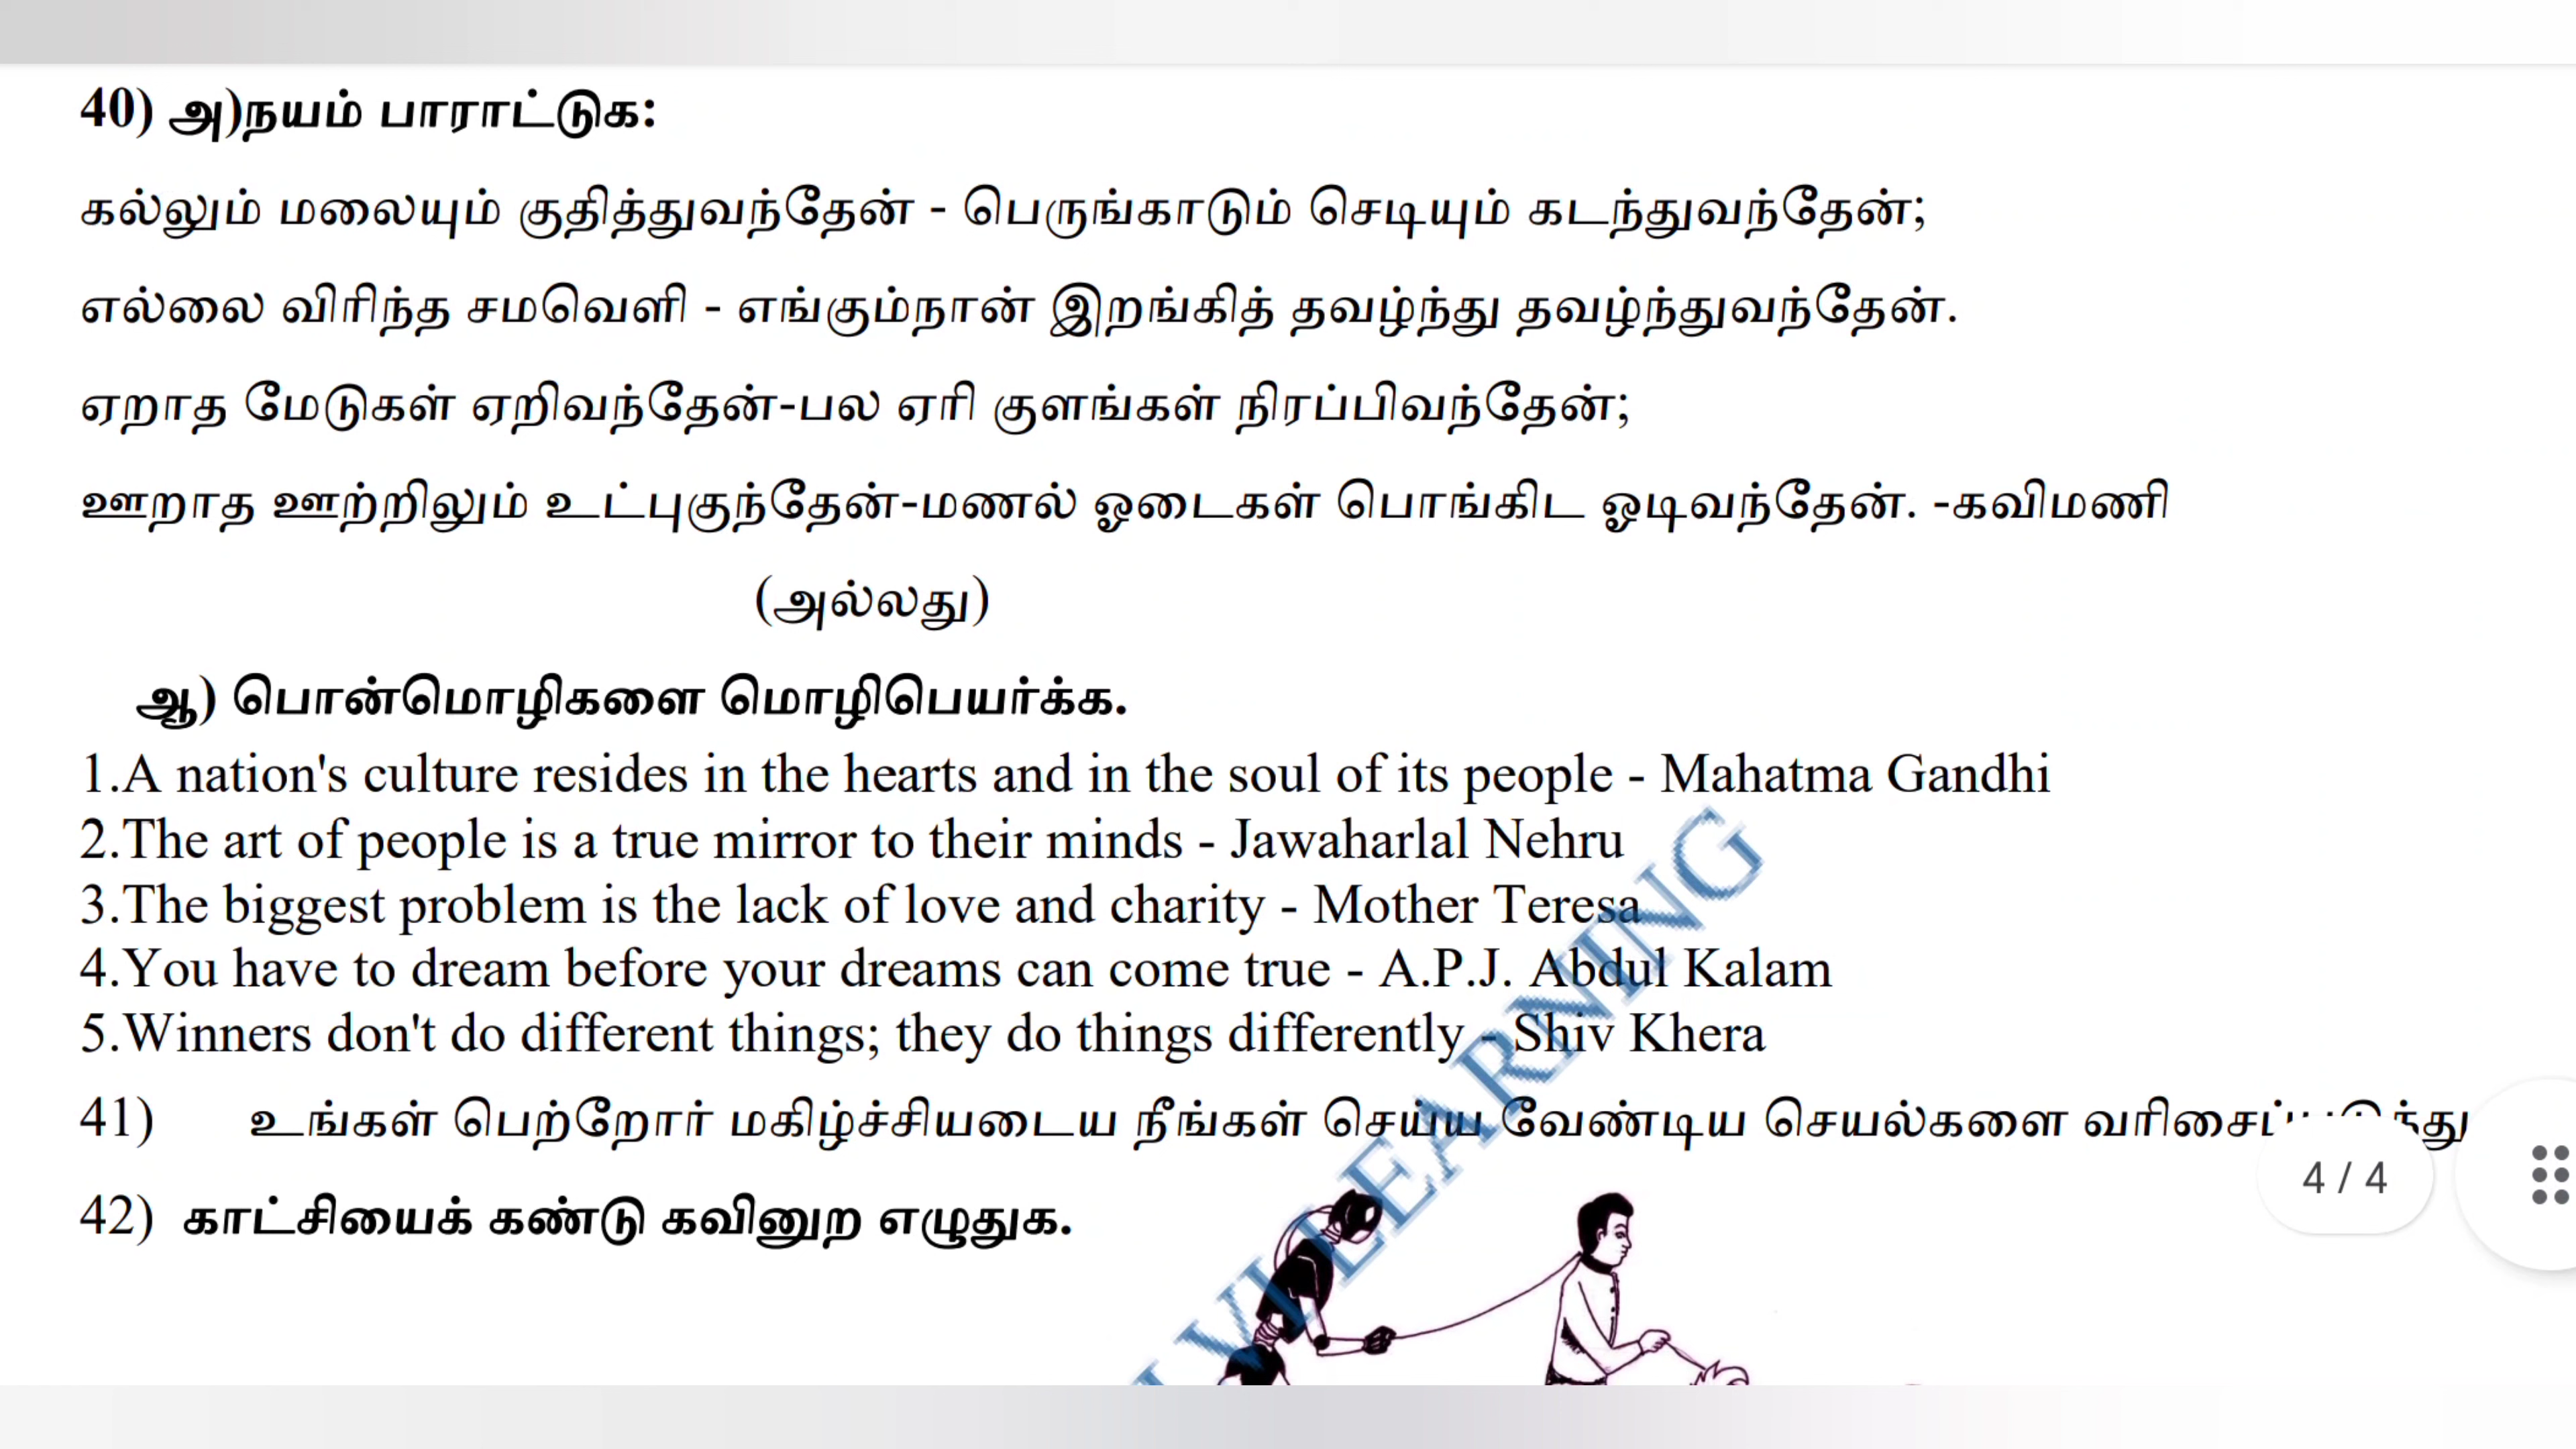 40) அ)நயம் பாராட்டுக:
கல்லும் மலையும் குதித்துவந்தேன் - பெருங்காடும் செடியும் கடந்துவந்தேன்;
எல்லை விரிந்த சமவெளி - எங்கும்நான் இறங்கித் தவழ்ந்து தவழ்ந்துவந்தேன்.
ஏறாத மேடுகள் ஏறிவந்தேன்-பல ஏரி குளங்கள் நிரப்பிவந்தேன்;
ஊறாத ஊற்றிலும் உட்புகுந்தேன்-மணல் ஓடைகள் பொங்கிட ஓடிவந்தேன். -கவிமணி
(அல்லது)
ஆ) பொன்மொழிகளை மொழிபெயர்க்க.
1.A nation's culture resides in the hearts and in the soul of its people - Mahatma Gandhi
2.The art of people is a true mirror to their minds - Jawaharlal Nehru
3.The biggest problem is the lack of love and charity - Mother Teresa
4.You have to dream before your dreams can come true - A.P.J. Abdul Kalam
5.Winners don't do different things; they do things differently - Shiv Khera
41) உங்கள் பெற்றோர் மகிழ்ச்சியடைய நீங்கள் செய்ய வேண்டிய செயல்களை
4 / 4
42) காட்சியைக் கண்டு கவினுற எழுதுக.
LEARNING